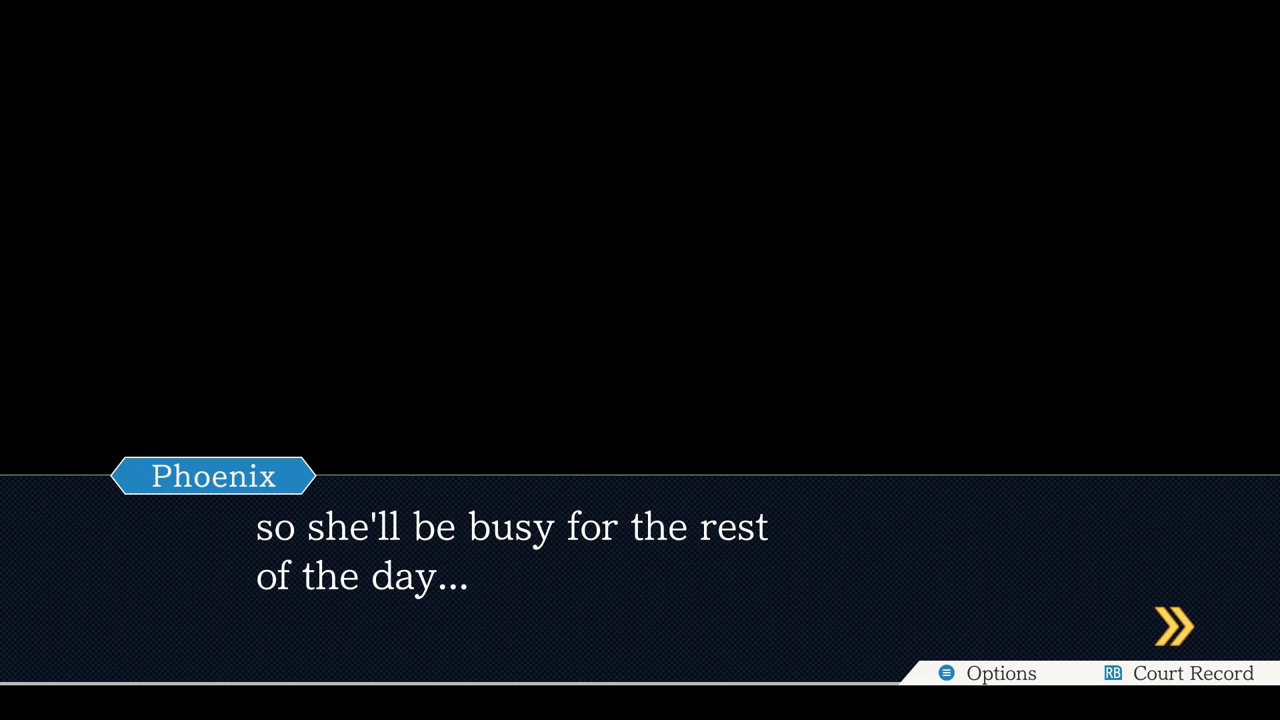 Phoenix
so she'll be busy for the rest
of the day...
Options
RB Court Record